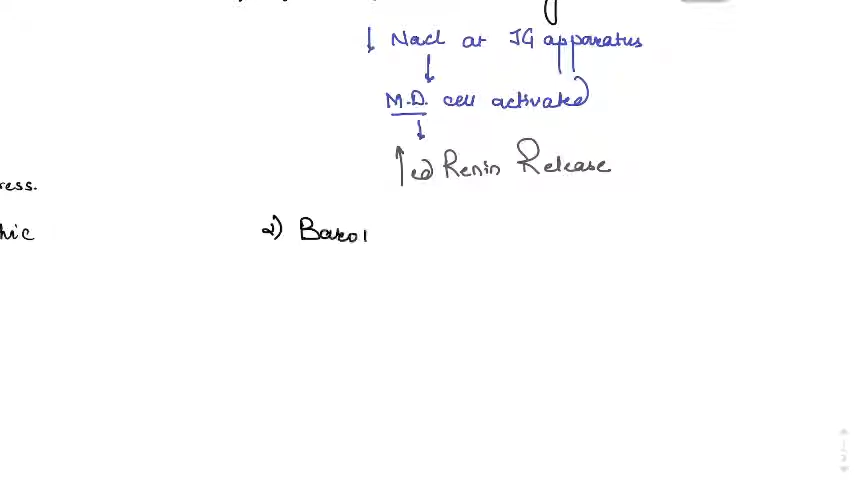 ↓ Nacl at JG apparatus
↓
M.D. cell activated
↓
↑ed Renin Release
ress.
hic
2) Baro